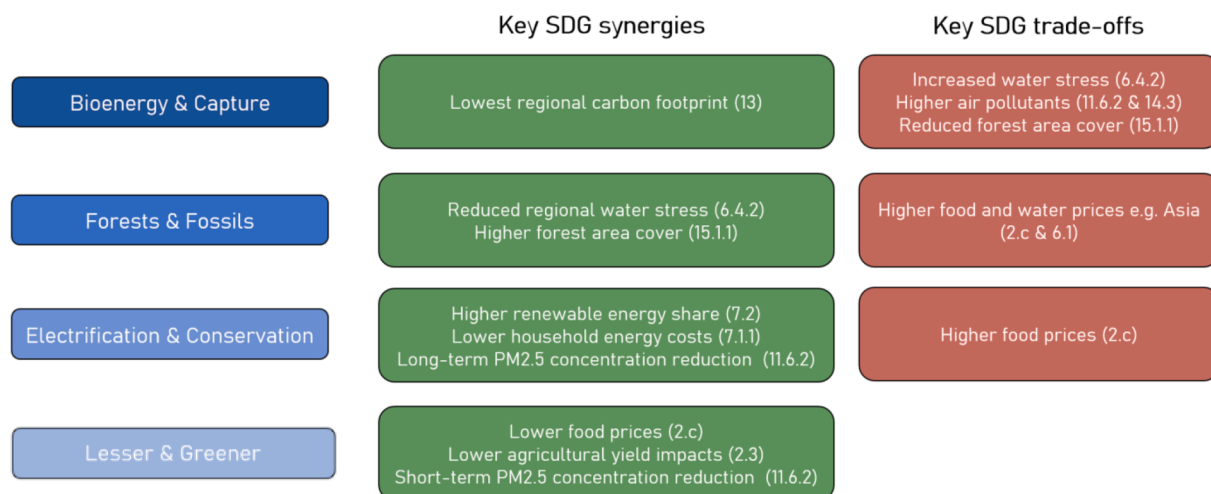 Key SDG synergies
Key SDG trade-offs
Bioenergy & Capture
Lowest regional carbon footprint (13)
Increased water stress (6.4.2)
Higher air pollutants (11.6.2 & 14.3)
Reduced forest area cover (15.1.1)
Forests & Fossils
Reduced regional water stress (6.4.2)
Higher forest area cover (15.1.1)
Higher food and water prices e.g. Asia
(2.c & 6.1)
Electrification & Conservation
Higher renewable energy share (7.2)
Lower household energy costs (7.1.1)
Long-term PM2.5 concentration reduction (11.6.2)
Higher food prices (2.c)
Lesser & Greener
Lower food prices (2.c)
Lower agricultural yield impacts (2.3)
Short-term PM2.5 concentration reduction (11.6.2)